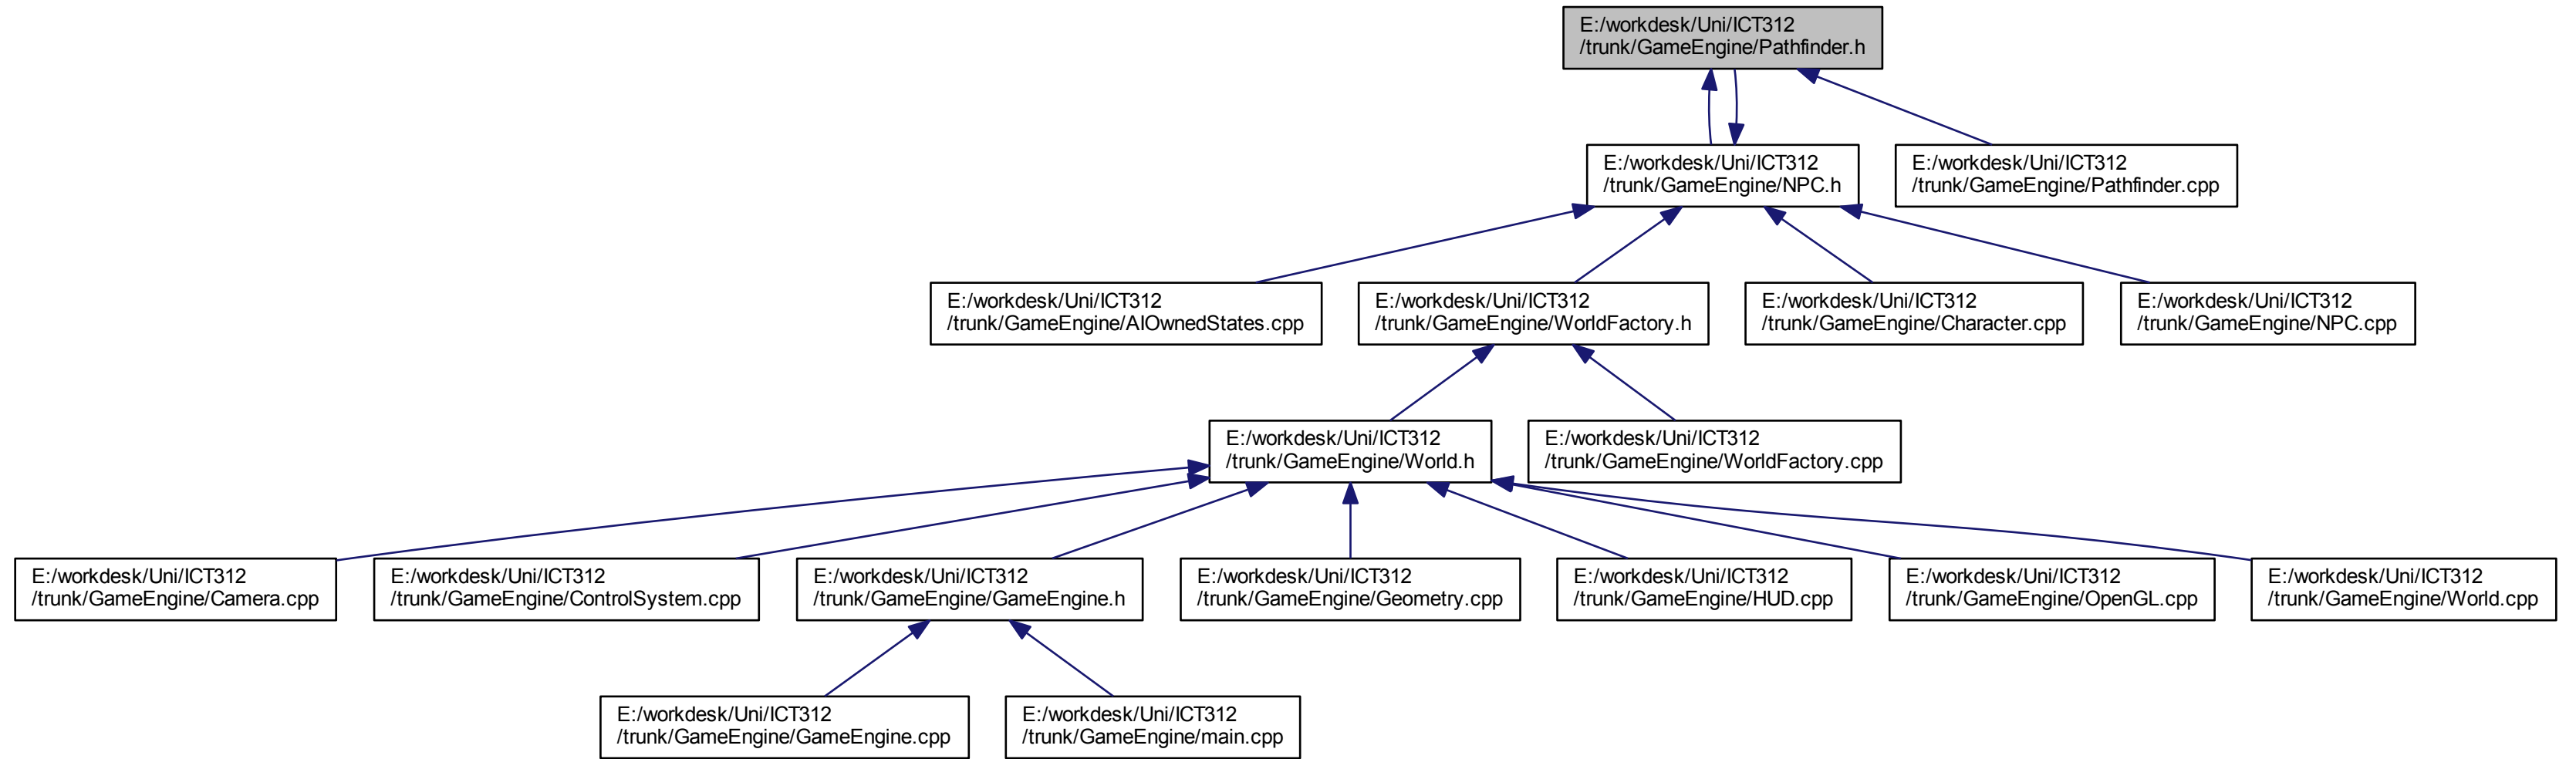 E:/workdesk/Uni/ICT312
/trunk/GameEngine/Pathfinder.h
E:/workdesk/Uni/ICT312
/trunk/GameEngine/NPC.h
E:/workdesk/Uni/ICT312
/trunk/GameEngine/Pathfinder.cpp
E:/workdesk/Uni/ICT312
/trunk/GameEngine/AIOwnedStates.cpp
E:/workdesk/Uni/ICT312
/trunk/GameEngine/WorldFactory.h
E:/workdesk/Uni/ICT312
/trunk/GameEngine/Character.cpp
E:/workdesk/Uni/ICT312
/trunk/GameEngine/NPC.cpp
E:/workdesk/Uni/ICT312
/trunk/GameEngine/World.h
E:/workdesk/Uni/ICT312
/trunk/GameEngine/WorldFactory.cpp
E:/workdesk/Uni/ICT312
/trunk/GameEngine/Camera.cpp
E:/workdesk/Uni/ICT312
/trunk/GameEngine/ControlSystem.cpp
E:/workdesk/Uni/ICT312
/trunk/GameEngine/GameEngine.h
E:/workdesk/Uni/ICT312
/trunk/GameEngine/Geometry.cpp
E:/workdesk/Uni/ICT312
/trunk/GameEngine/HUD.cpp
E:/workdesk/Uni/ICT312
/trunk/GameEngine/OpenGL.cpp
E:/workdesk/Uni/ICT312
/trunk/GameEngine/World.cpp
E:/workdesk/Uni/ICT312
/trunk/GameEngine/GameEngine.cpp
E:/workdesk/Uni/ICT312
/trunk/GameEngine/main.cpp